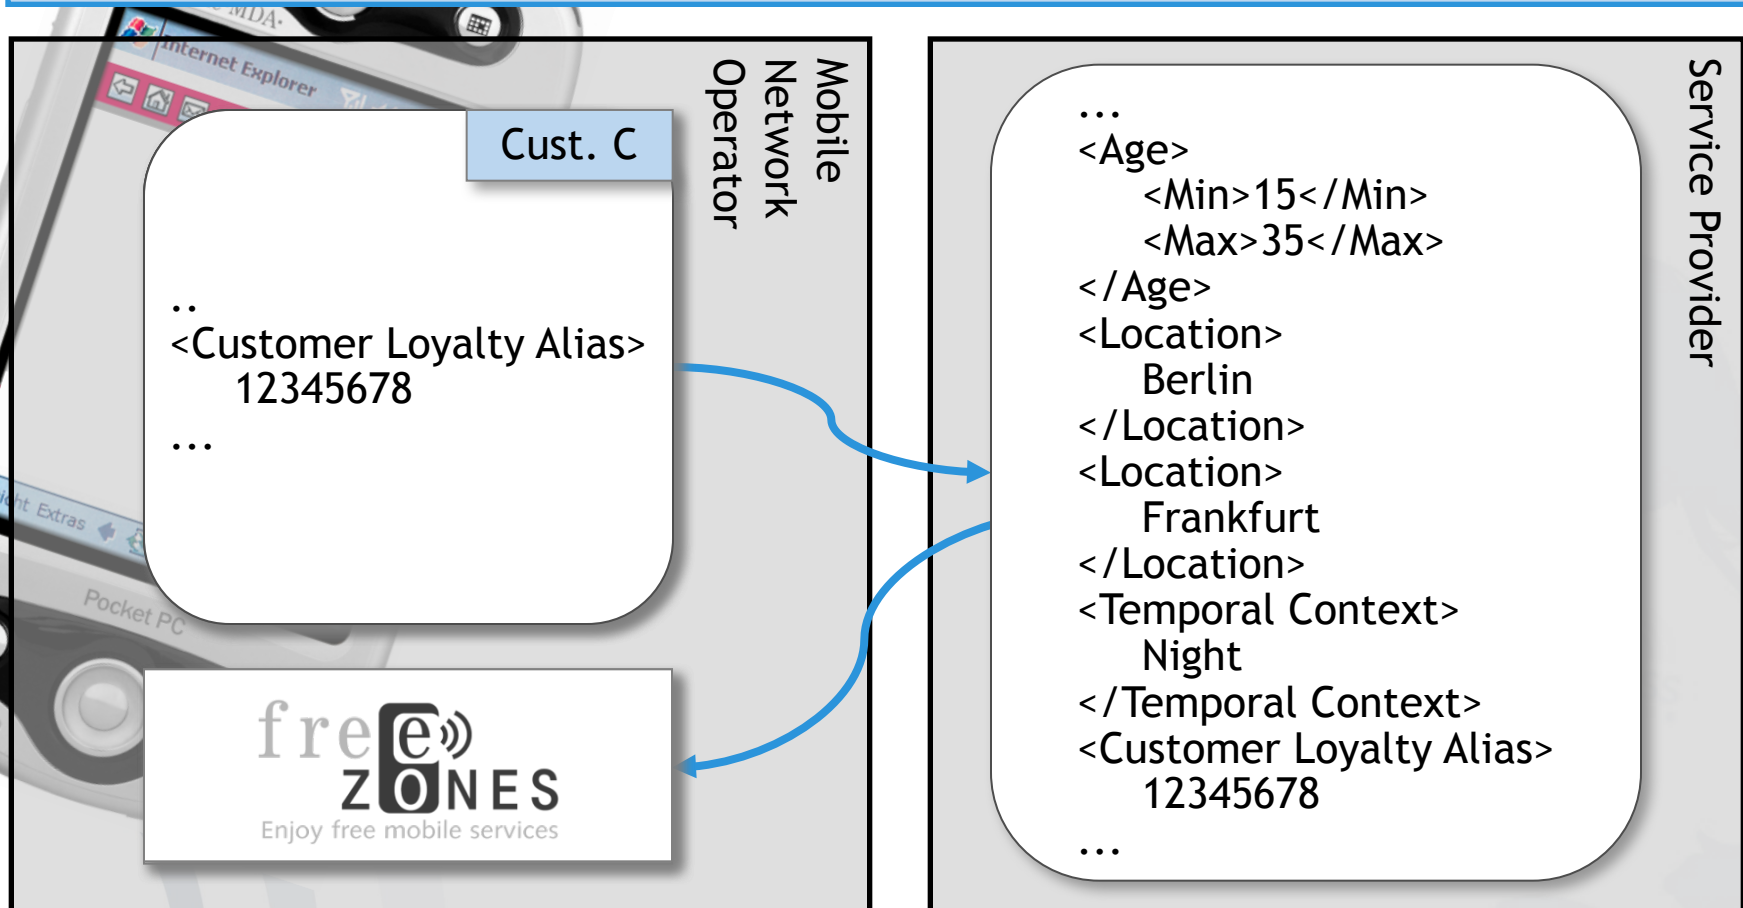 MDA
Internet Explorer
Mobile
Network
Operator
Cust. C
..
<Customer Loyalty Alias>
12345678
...
Extras
Pocket PC
free
ZONES
Enjoy free mobile services
Service Provider
...
<Age>
<Min>15</Min>
<Max>35</Max>
</Age>
<Location>
Berlin
</Location>
<Location>
Frankfurt
</Location>
<Temporal Context>
Night
</Temporal Context>
<Customer Loyalty Alias>
12345678
...